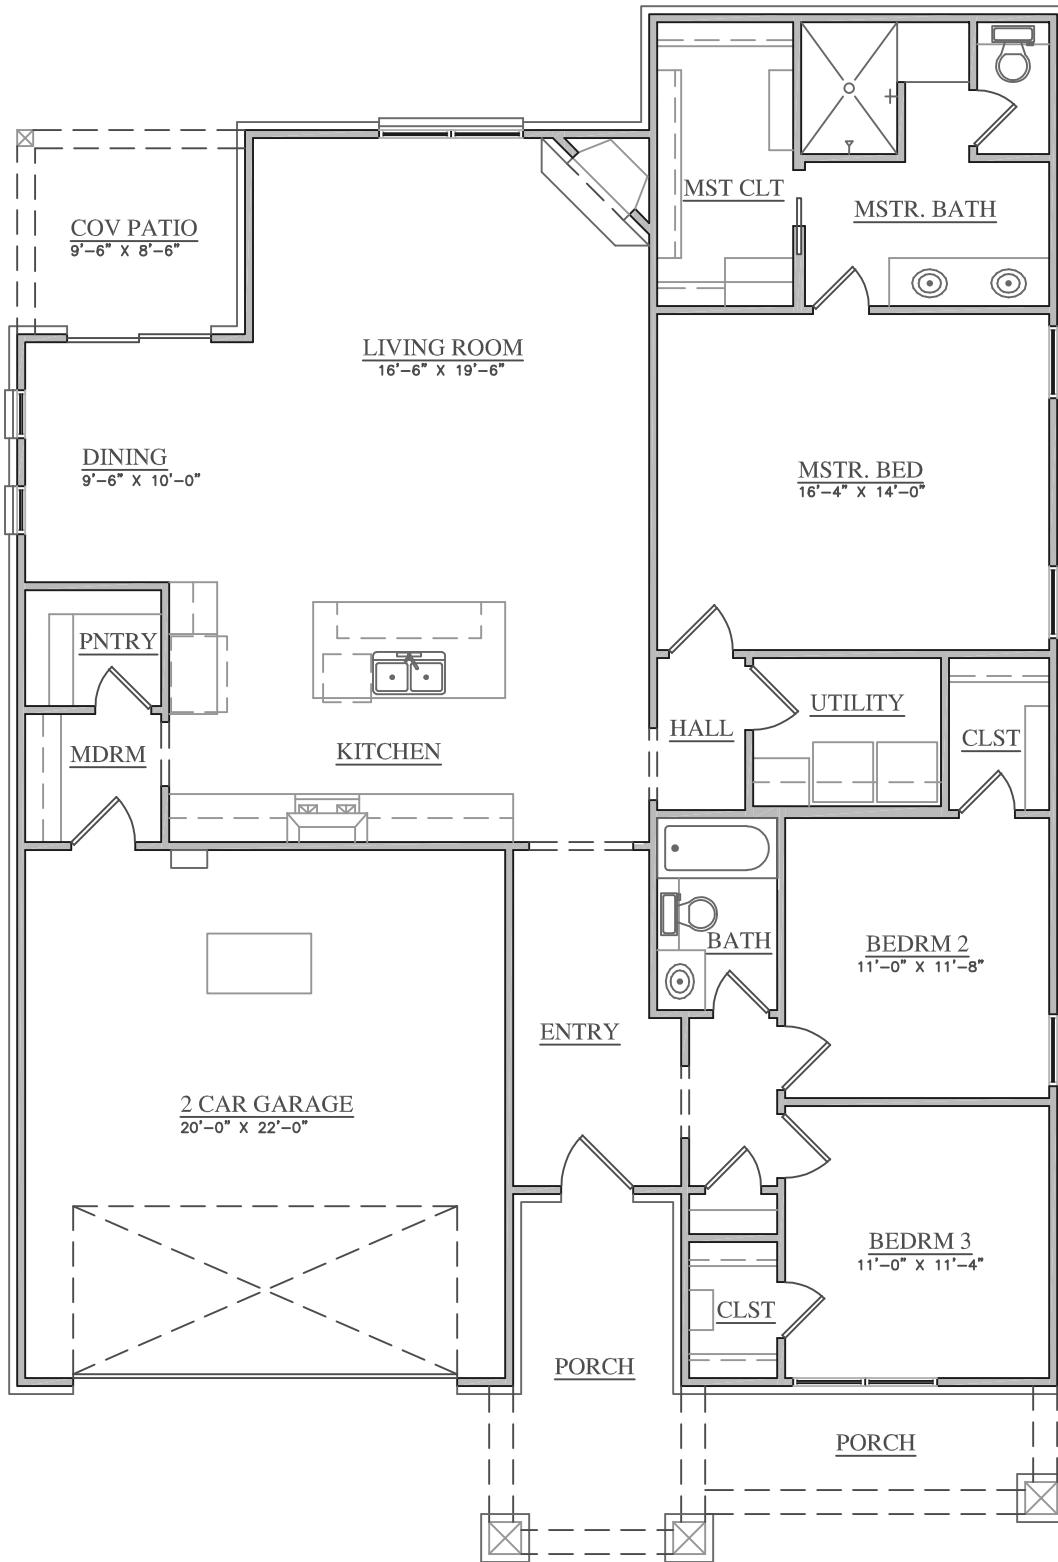 MST CLT
MSTR. BATH
COV PATIO
9'-6" X 8'-6"
LIVING ROOM
16'-6" X 19'-6"
DINING
9'-6" X 10'-0"
MSTR. BED
16'-4" X 14'-0"
PNTRY
MDRM
KITCHEN
HALL
UTILITY
CLST
BATH
BEDRM 2
11'-0" X 11'-8"
ENTRY
2 CAR GARAGE
20'-0" X 22'-0"
BEDRM 3
11'-0" X 11'-4"
CLST
PORCH
PORCH